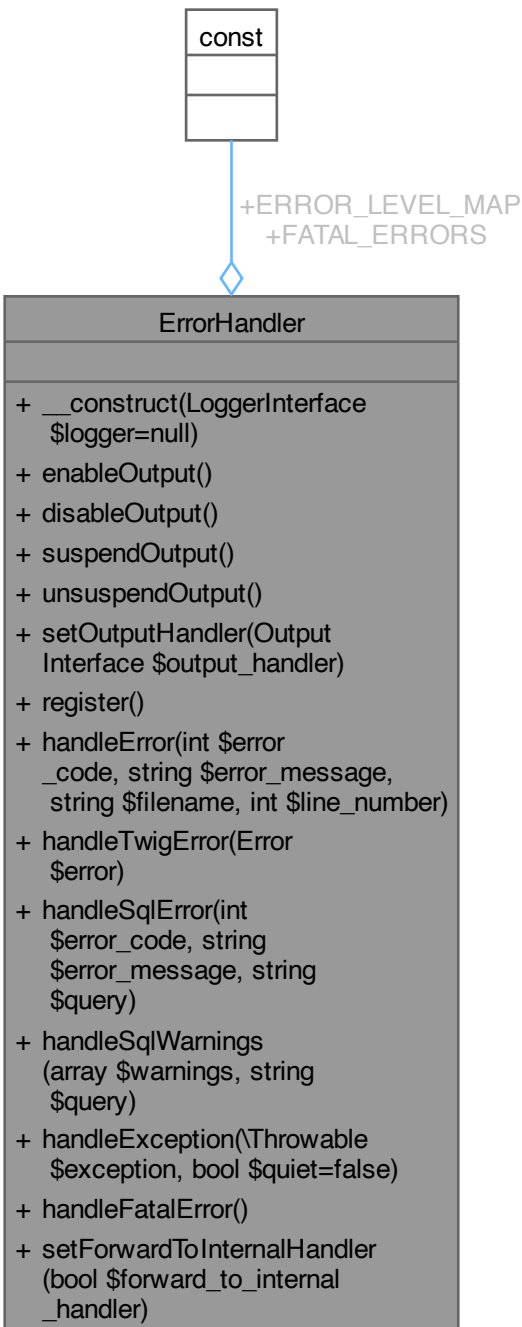 const
+ERROR_LEVEL_MAP
+FATAL_ERRORS
ErrorHandler
+ __construct(LoggerInterface
$logger=null)
+ enableOutput()
+ disableOutput()
+ suspendOutput()
+ unsuspendOutput()
+ setOutputHandler(Output
Interface $output_handler)
+ register()
+ handleError(int $error
_code, string $error_message,
string $filename, int $line_number)
+ handleTwigError(Error
$error)
+ handleSqlError(int
$error_code, string
$error_message, string
$query)
+ handleSqlWarnings
(array $warnings, string
$query)
+ handleException(\Throwable
$exception, bool $quiet=false)
+ handleFatalError()
+ setForwardToInternalHandler
(bool $forward_to_internal
_handler)